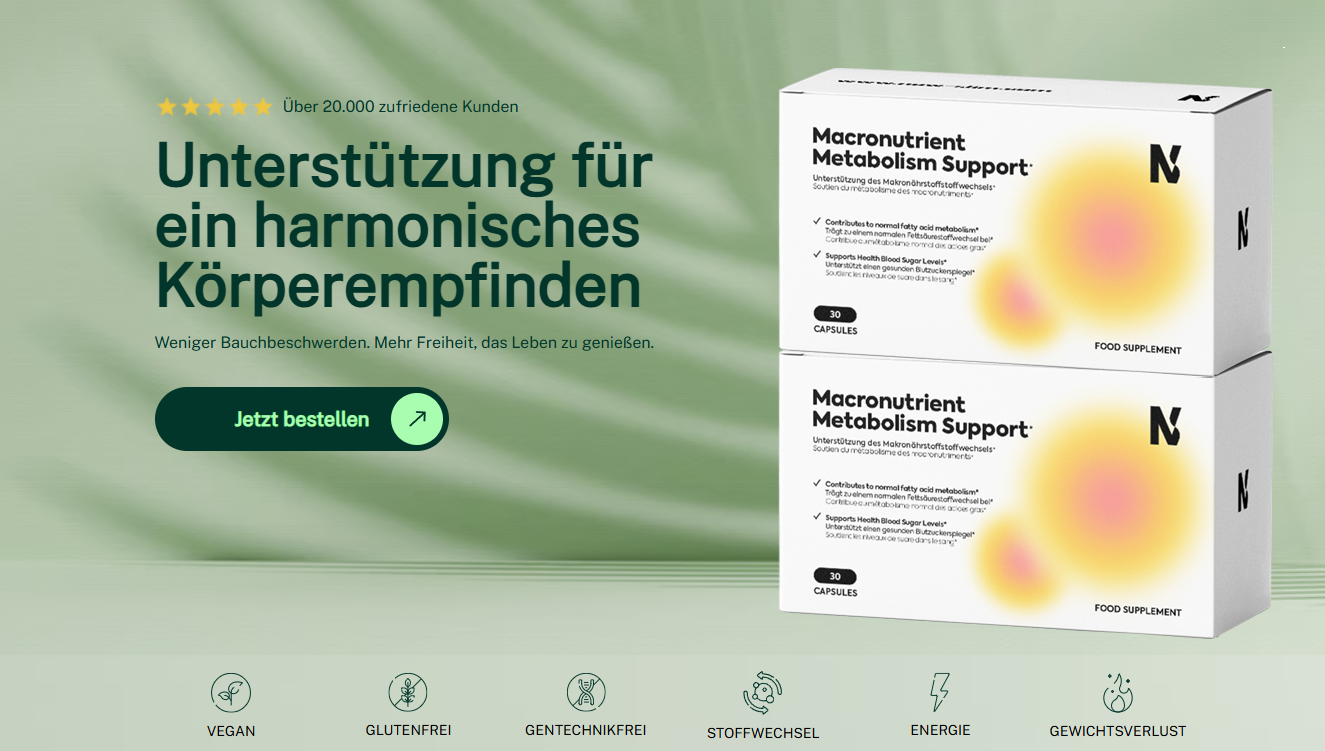 Über 20.000 zufriedene Kunden
Unterstützung für
ein harmonisches
Körperempfinden
Weniger Bauchbeschwerden. Mehr Freiheit, das Leben zu genießen.
Jetzt bestellen
Macronutrient
Metabolism Support*
Unterstützung des Makronährstoffstoffwechsels*
Soutien du métabolisme des macronutriments*
Contributes to normal fatty acid metabolism*
Trägt zu einem normalen Fettsäurestoffwechsel bei*
Contribue au métabolisme normal des acides gras*
Supports Health Blood Sugar Levels*
Unterstützt einen gesunden Blutzuckerspiegel*
Soutient les niveaux de sucre dans le sang*
30
CAPSULES
FOOD SUPPLEMENT
Macronutrient
Metabolism Support*
Unterstützung des Makronährstoffstoffwechsels*
Soutien du métabolisme des macronutriments*
Contributes to normal fatty acid metabolism*
Trägt zu einem normalen Fettsäurestoffwechsel bei*
Contribue au métabolisme normal des acides gras*
Supports Health Blood Sugar Levels*
Unterstützt einen gesunden Blutzuckerspiegel*
Soutient les niveaux de sucre dans le sang*
30
CAPSULES
FOOD SUPPLEMENT
VEGAN
GLUTENFREI
GENTECHNIKFREI
STOFFWECHSEL
ENERGIE
GEWICHTSVERLUST